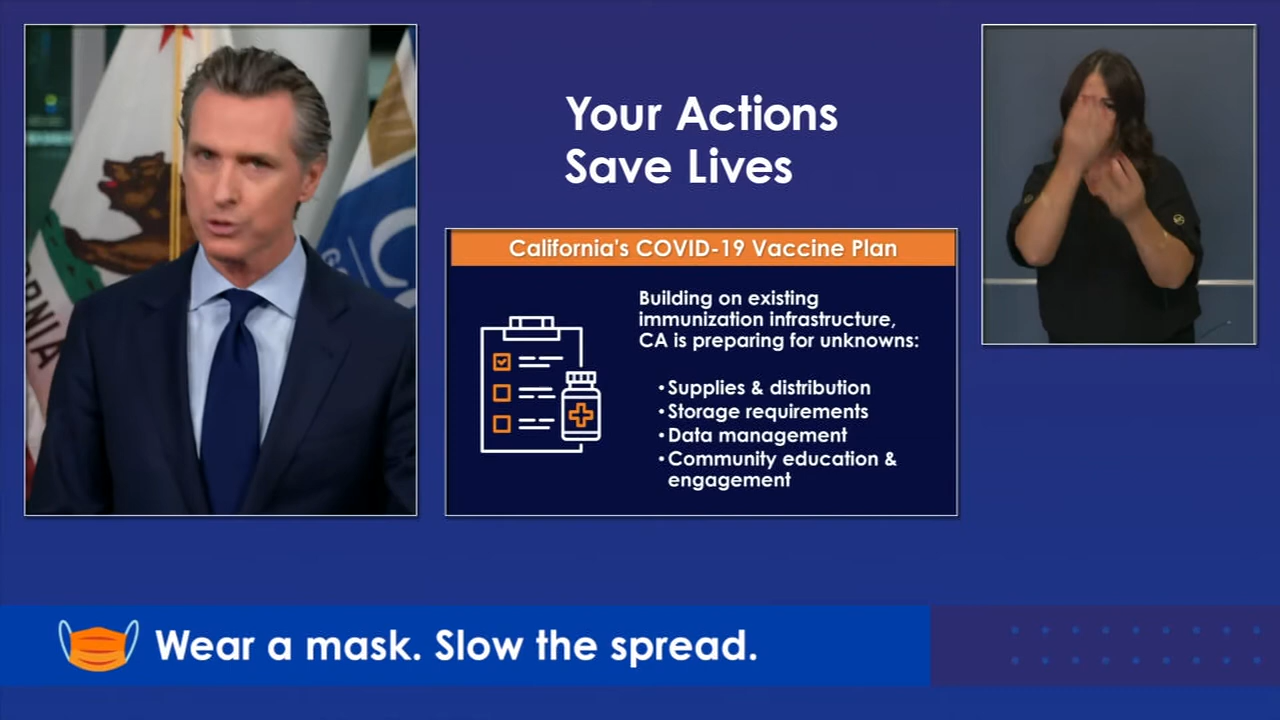 Your Actions
Save Lives
California's COVID-19 Vaccine Plan
Building on existing
immunization infrastructure,
CA is preparing for unknowns:
• Supplies & distribution
• Storage requirements
• Data management
• Community education &
engagement
Wear a mask. Slow the spread.